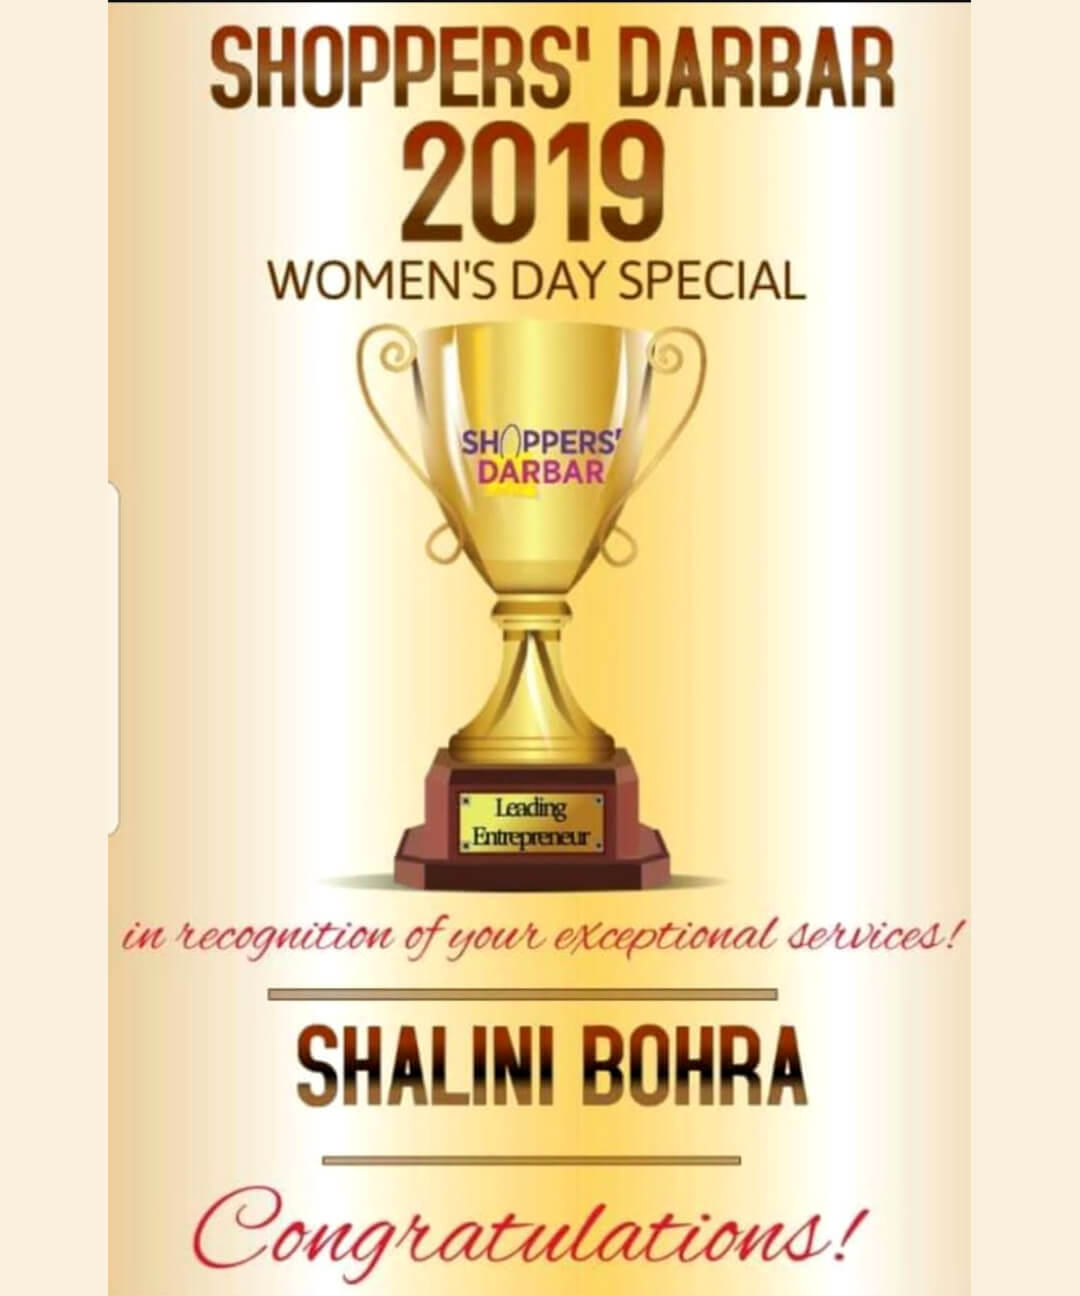 SHOPPERS' DARBAR
2019
WOMEN'S DAY SPECIAL
SHOPPERS'
DARBAR
Leading
Entrepreneur
in recognition of your exceptional services!
SHALINI BOHRA
Congratulations!